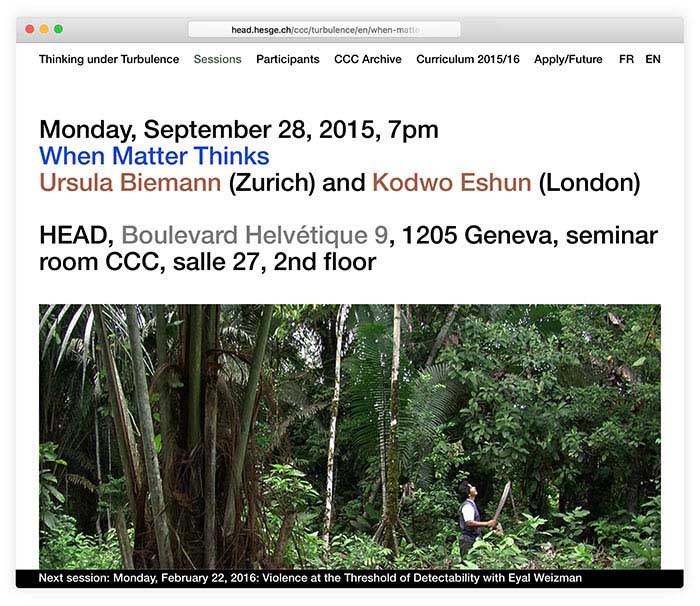 head.hesge.ch/ccc/turbulence/en/when-matte
Thinking under Turbulence Sessions Participants CCC Archive Curriculum 2015/16 Apply/Future FR EN
Monday, September 28, 2015, 7pm
When Matter Thinks
Ursula Biemann (Zurich) and Kodwo Eshun (London)
HEAD, Boulevard Helvétique 9, 1205 Geneva, seminar
room CCC, salle 27, 2nd floor
Next session: Monday, February 22, 2016: Violence at the Threshold of Detectability with Eyal Weizman